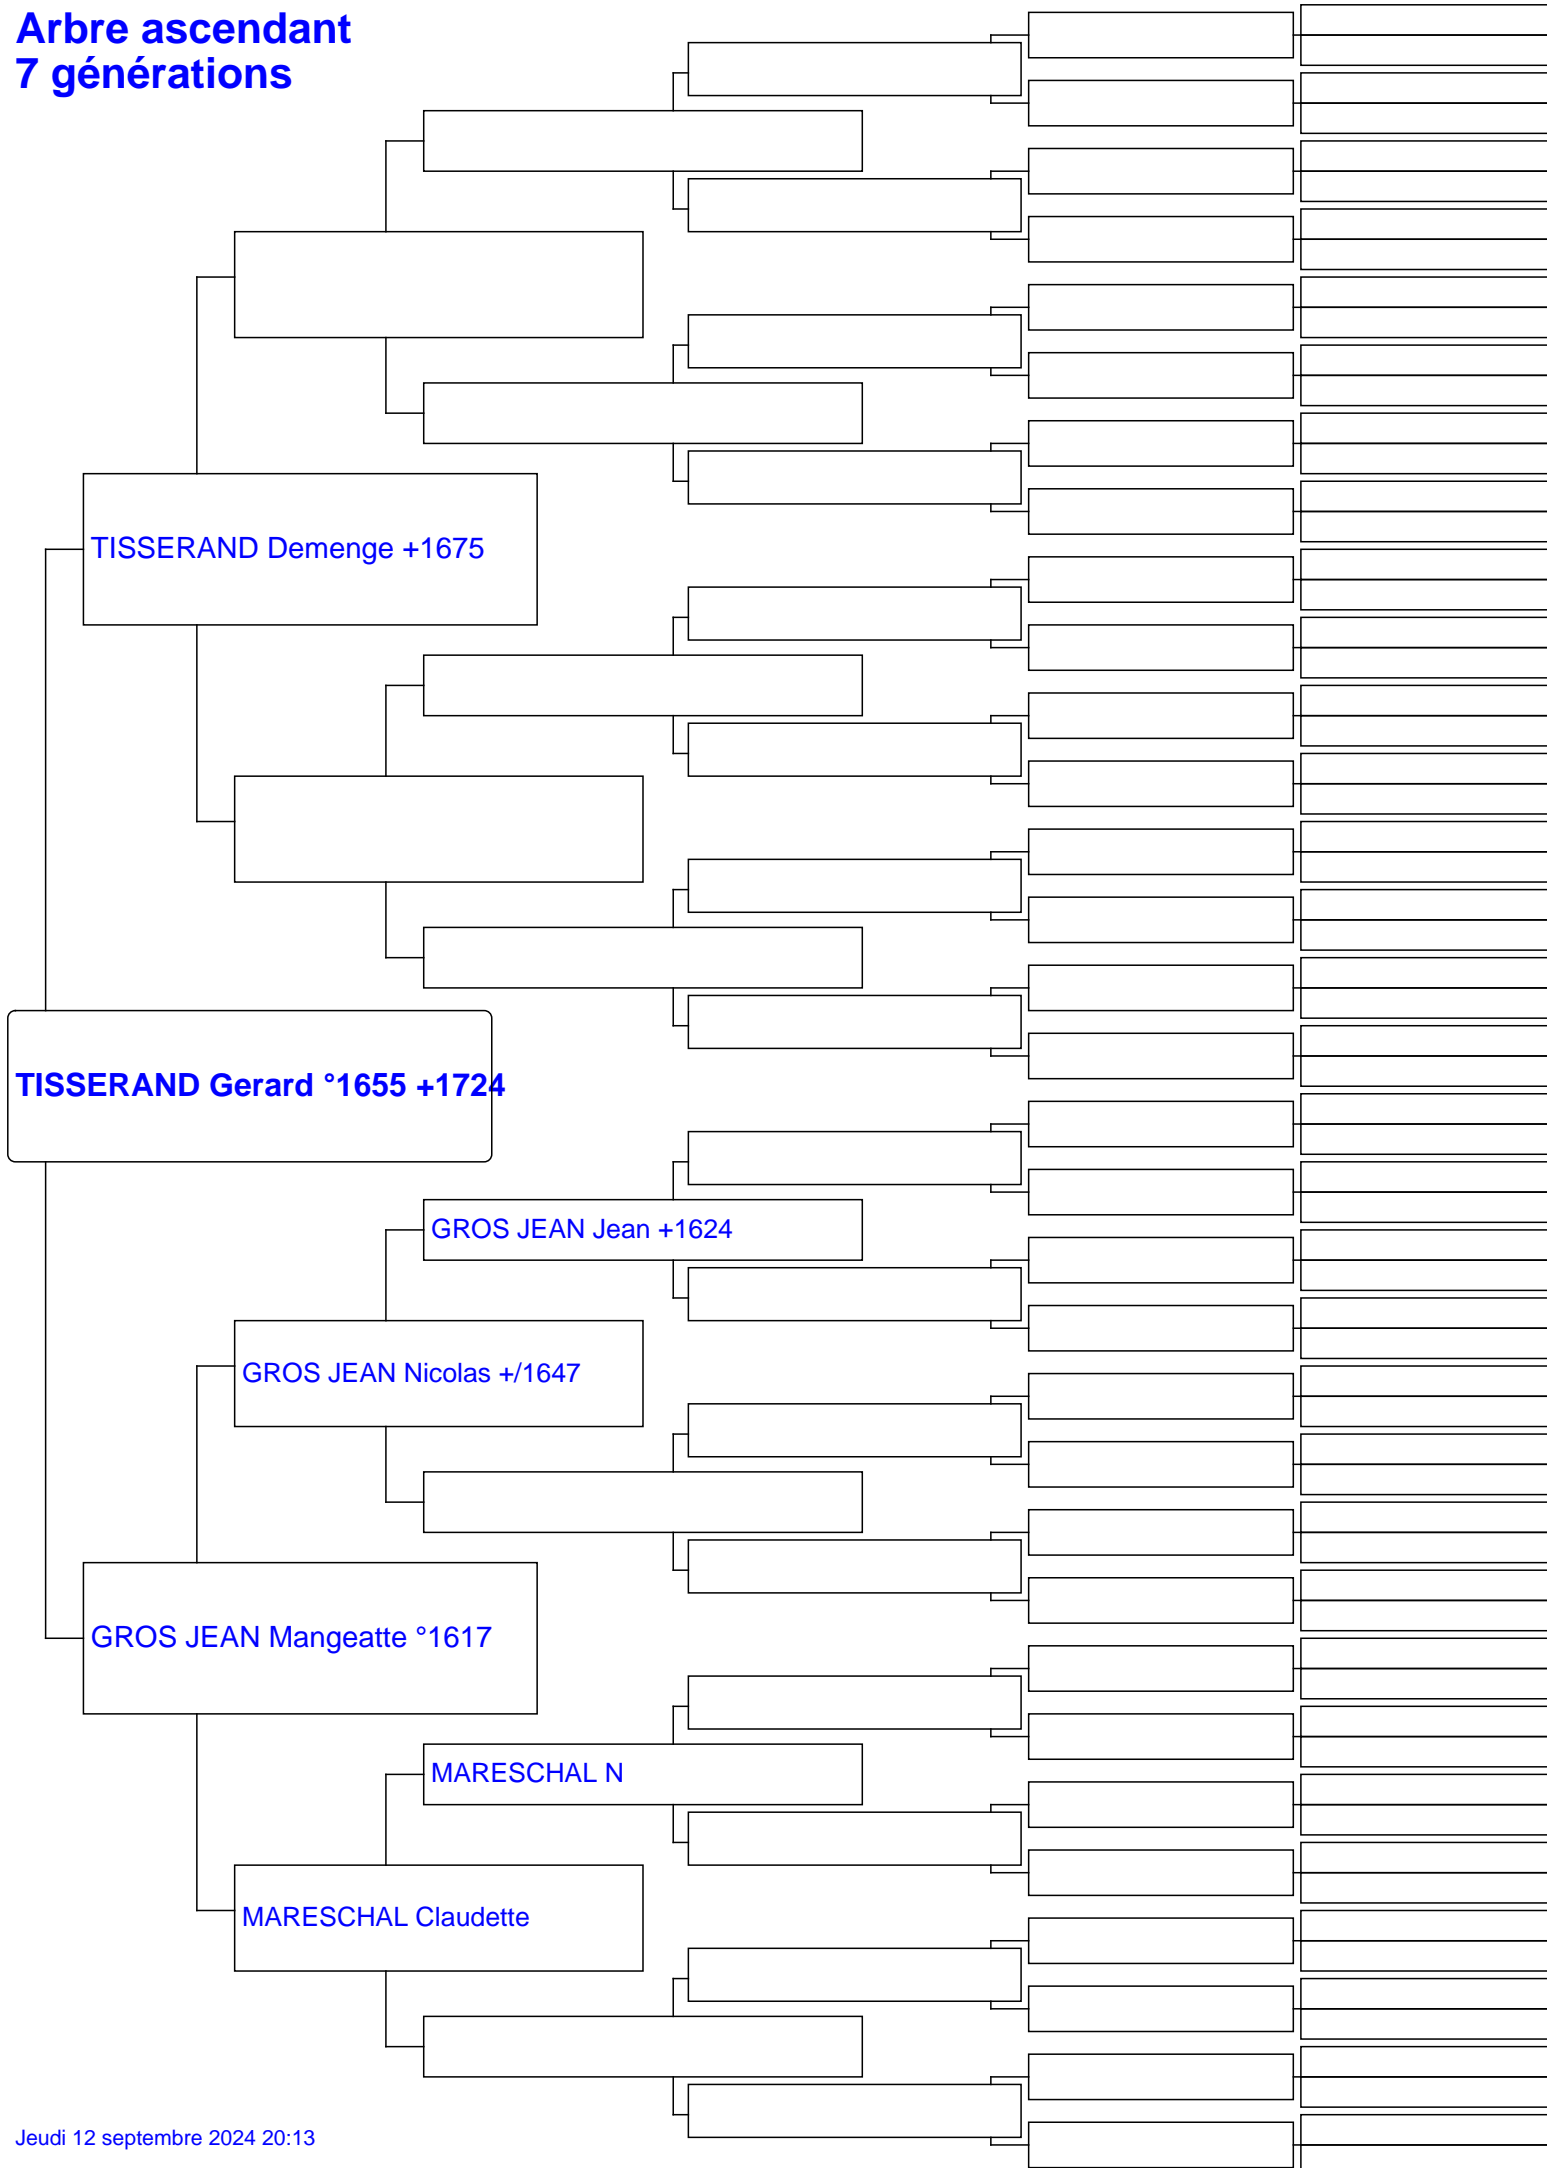 Arbre ascendant
7 générations
TISSERAND Demenge +1675
TISSERAND Gerard °1655 +1724
GROS JEAN Jean +1624
GROS JEAN Nicolas +/1647
GROS JEAN Mangeatte °1617
MARESCHAL N
MARESCHAL Claudette
Jeudi 12 septembre 2024 20:13